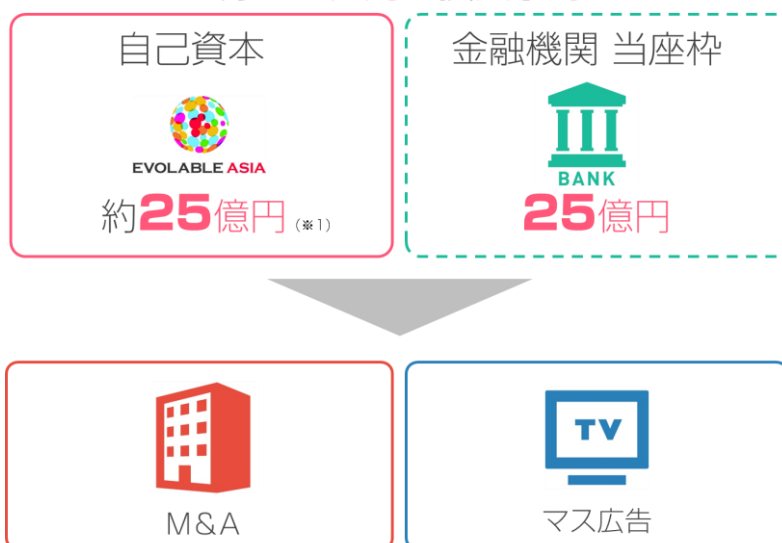 自己資本
金融機関 当座枠
EVOLABLE ASIA
BANK
約25億円 (※1)
25億円
TV
M&A
マス広告